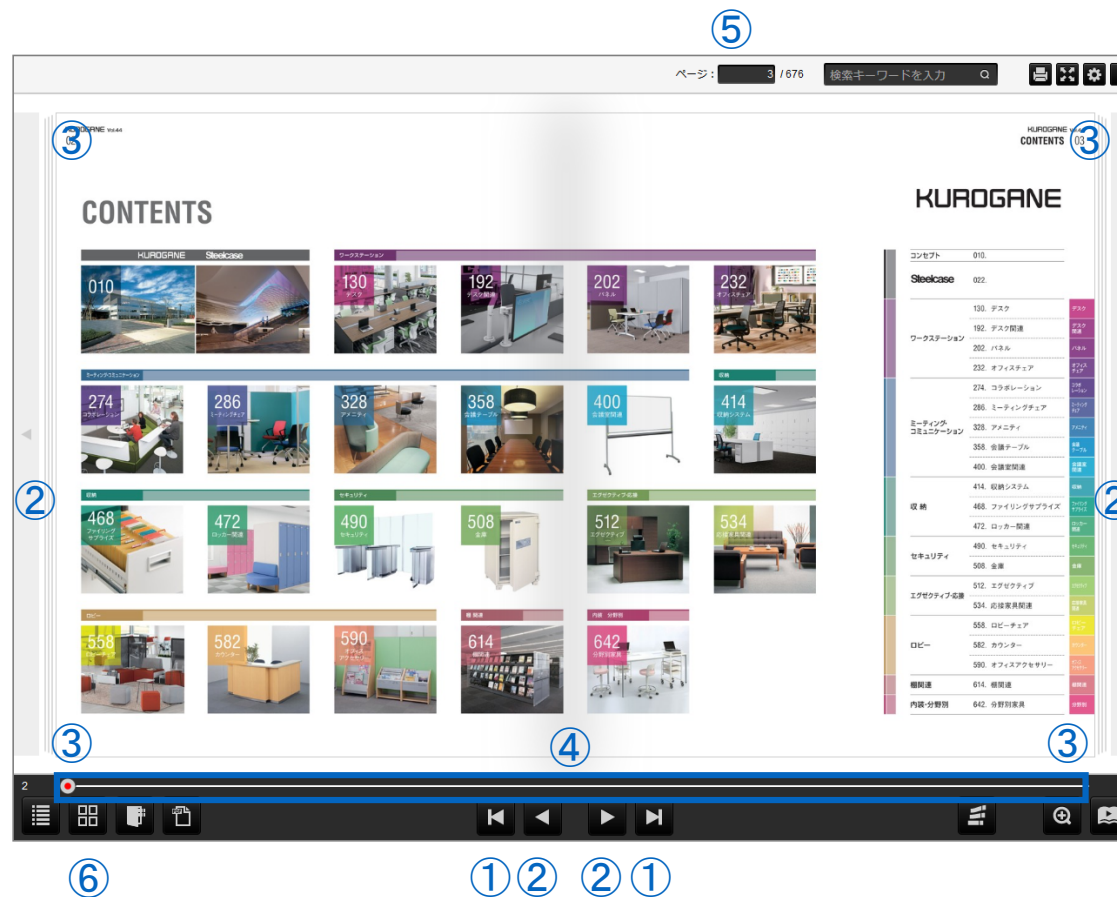 ⑤
ページ： 3 / 676 検索キーワードを入力
③ ③
KUROGANE
CONTENTS 03
CONTENTS
KUROGANE
KUROGANE Steelcase
ワークステーション
010
130 デスク
192 デスク関連
202 パネル
232 オフィスチェア
ミーティング・コミュニケーション
収納
274 コラボレーション
286 ミーティングチェア
328 アメニティ
358 会議テーブル
400 会議室関連
414 収納システム
収納
セキュリティ
エグゼクティブ・応接
468 ファイリングサプライズ
472 ロッカー関連
490 セキュリティ
508 金庫
512 エグゼクティブ
534 応接家具関連
ロビー
棚 関連
内装 分野別
558 ロビーチェア
582 カウンター
590 オフィスアクセサリー
614 棚関連
642 分野別家具
コンセプト 010.
Steelcase 022.
ワークステーション
130. デスク
192. デスク関連
202. パネル
232. オフィスチェア
ミーティング・
コミュニケーション
274. コラボレーション
286. ミーティングチェア
328. アメニティ
358. 会議テーブル
400. 会議室関連
収 納
414. 収納システム
468. ファイリングサプライズ
472. ロッカー関連
セキュリティ
490. セキュリティ
508. 金庫
エグゼクティブ・応接
512. エグゼクティブ
534. 応接家具関連
ロビー
558. ロビーチェア
582. カウンター
590. オフィスアクセサリー
棚関連 614. 棚関連
内装・分野別 642. 分野別家具
デスク
デスク関連
パネル
オフィスチェア
② ②
③ ④ ③
2
⑥ ① ② ② ①